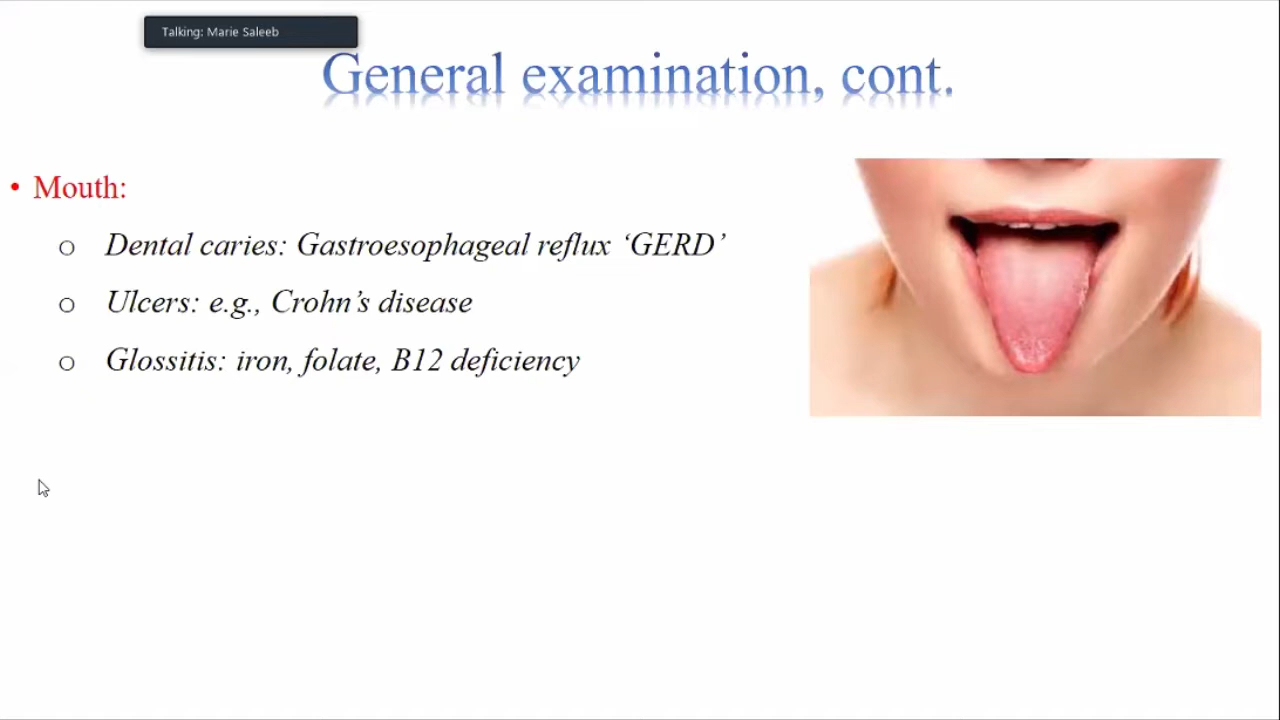 Talking: Marie Saleeb
General examination, cont.
• Mouth:
o Dental caries: Gastroesophageal reflux ‘GERD’
o Ulcers: e.g., Crohn’s disease
o Glossitis: iron, folate, B12 deficiency